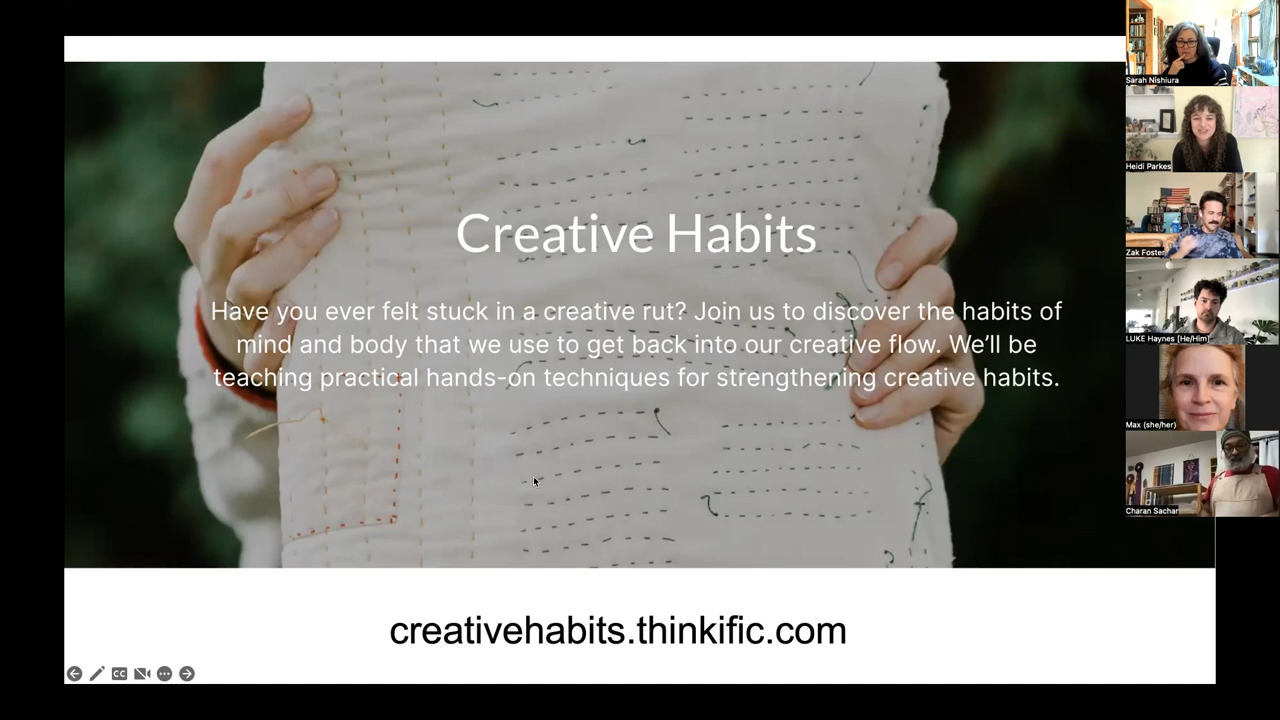 Creative Habits
Have you ever felt stuck in a creative rut? Join us to discover the habits of
mind and body that we use to get back into our creative flow. We’ll be
teaching practical hands-on techniques for strengthening creative habits.
creativehabits.thinkific.com
CC
Sarah Nishiura
Heidi Parkes
Zak Foster
LUKE Haynes [He/Him]
Max (she/her)
Charan Sachar